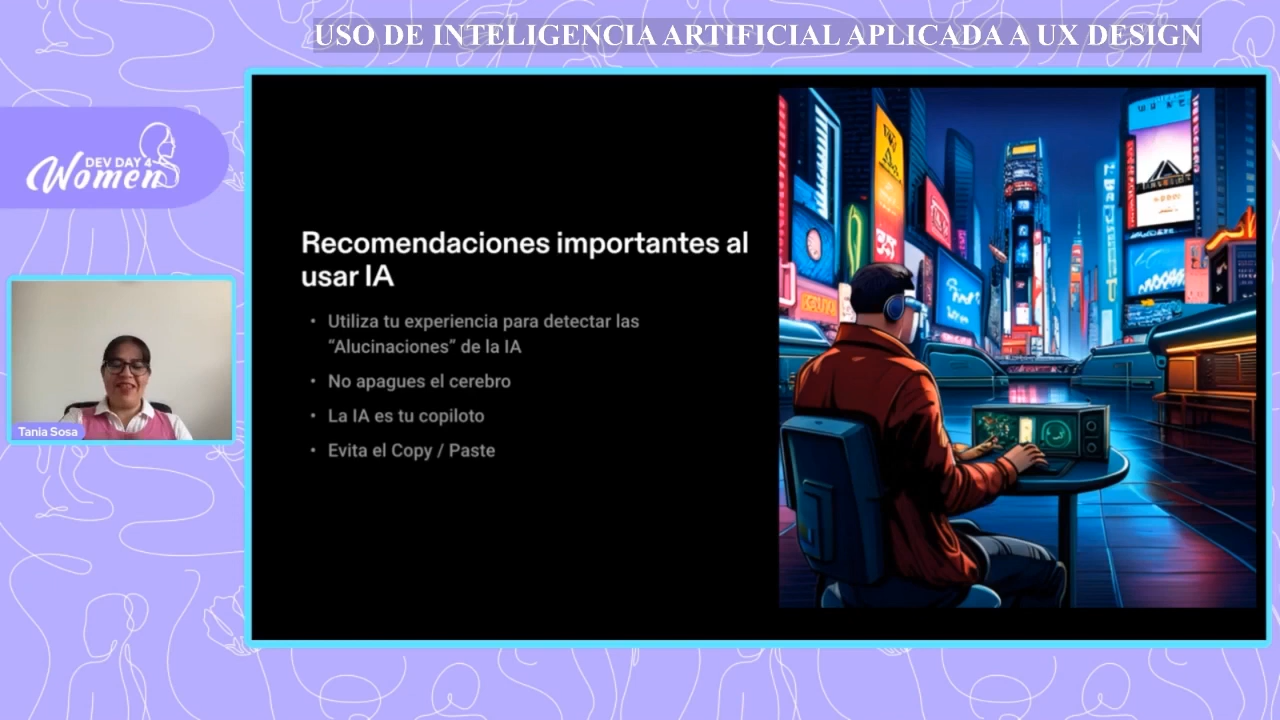 USO DE INTELIGENCIA ARTIFICIAL APLICADA A UX DESIGN
DEV DAY 4
Women
Tania Sosa
Recomendaciones importantes al
usar IA
• Utiliza tu experiencia para detectar las
“Alucinaciones” de la IA
• No apagues el cerebro
• La IA es tu copiloto
• Evita el Copy / Paste